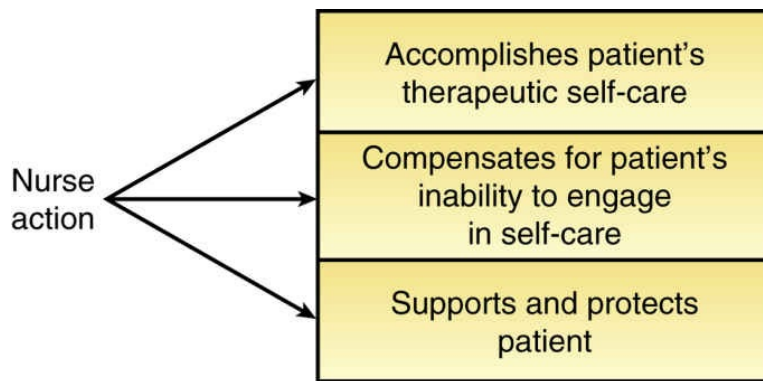 Nurse
action
Accomplishes patient's
therapeutic self-care
Compensates for patient's
inability to engage
in self-care
Supports and protects
patient